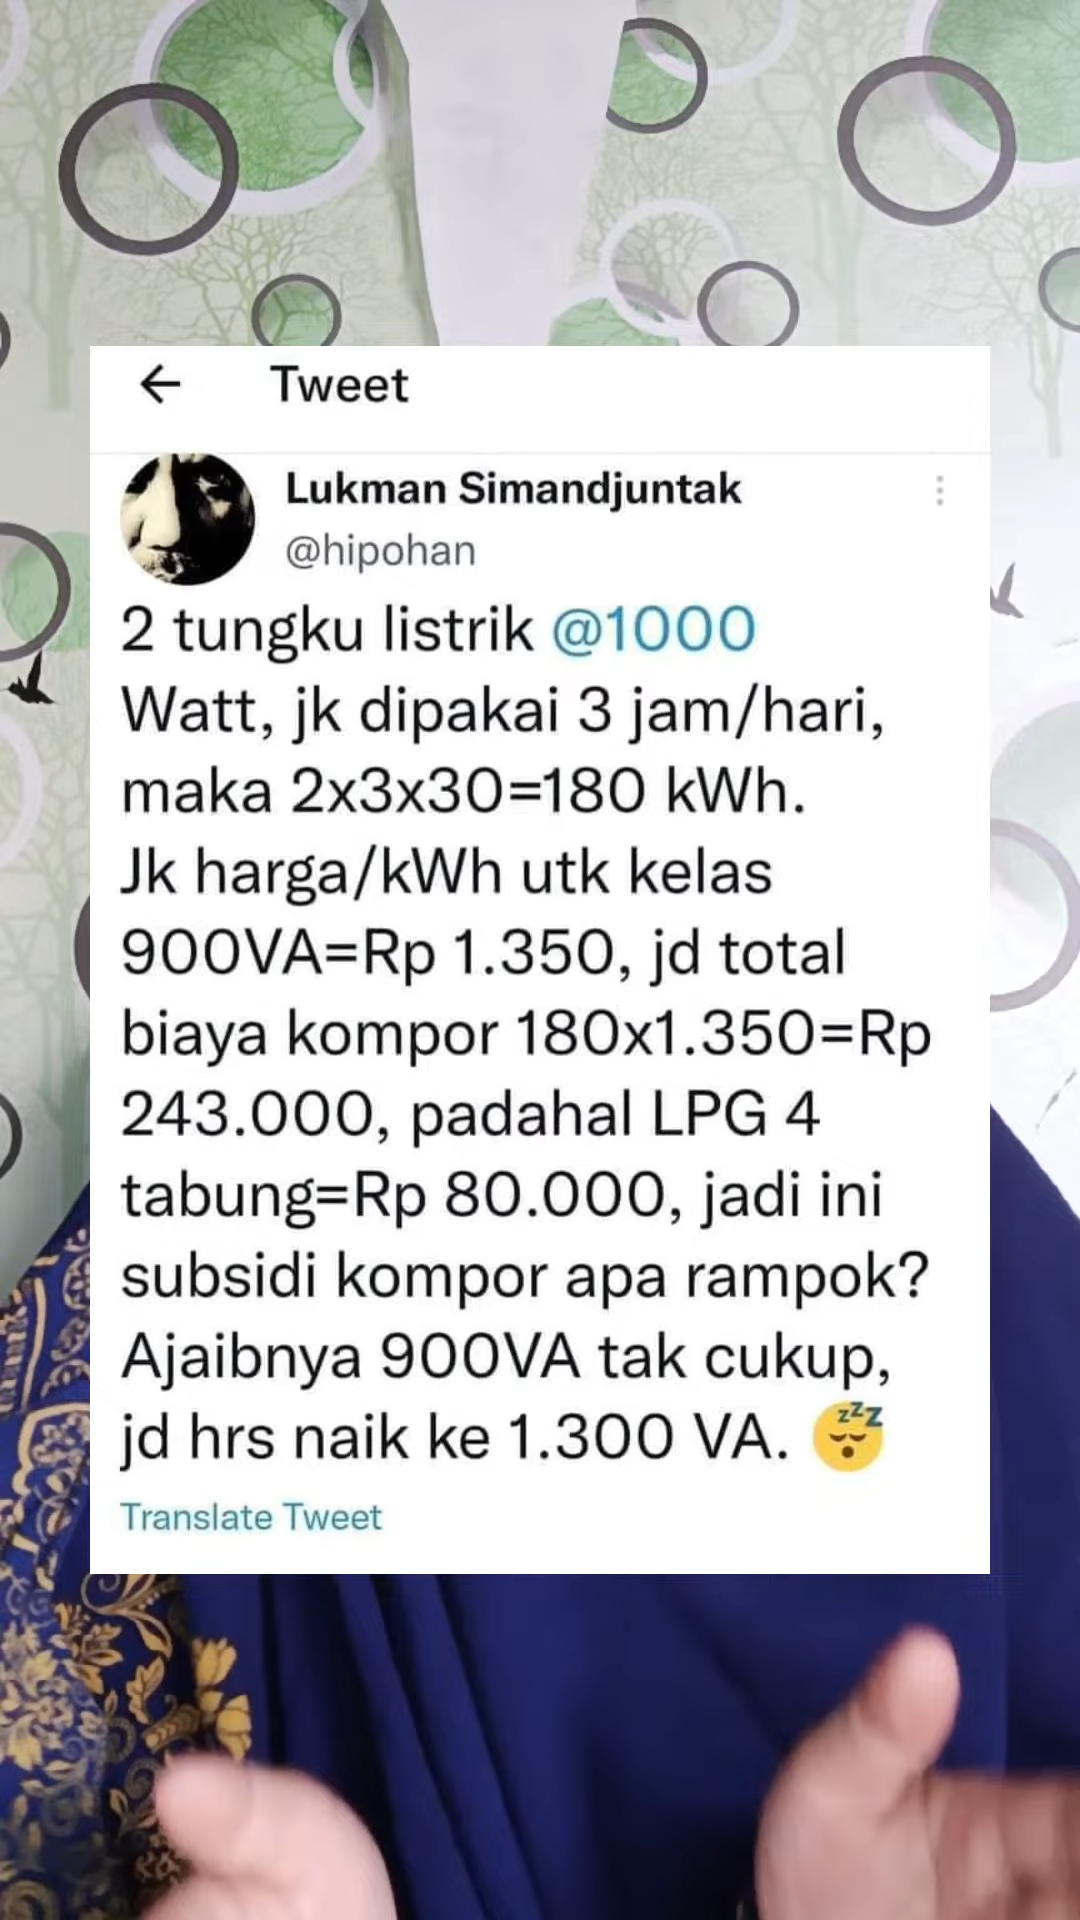 Tweet
Lukman Simandjuntak
@hipohan
2 tungku listrik @1000
Watt, jk dipakai 3 jam/hari,
maka 2x3x30=180 kWh.
Jk harga/kWh utk kelas
900VA=Rp 1.350, jd total
biaya kompor 180x1.350=Rp
243.000, padahal LPG 4
tabung=Rp 80.000, jadi ini
subsidi kompor apa rampok?
Ajaibnya 900VA tak cukup,
jd hrs naik ke 1.300 VA. 😴
Translate Tweet